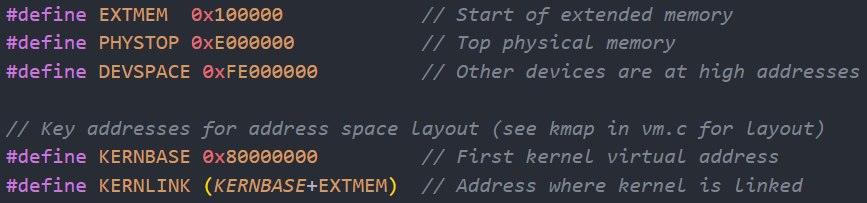 #define EXTMEM  0x100000            // Start of extended memory
#define PHYSTOP 0xE000000           // Top physical memory
#define DEVSPACE 0xFE000000         // Other devices are at high addresses
// Key addresses for address space layout (see kmap in vm.c for layout)
#define KERNBASE 0x80000000         // First kernel virtual address
#define KERNLINK (KERNBASE+EXTMEM)  // Address where kernel is linked